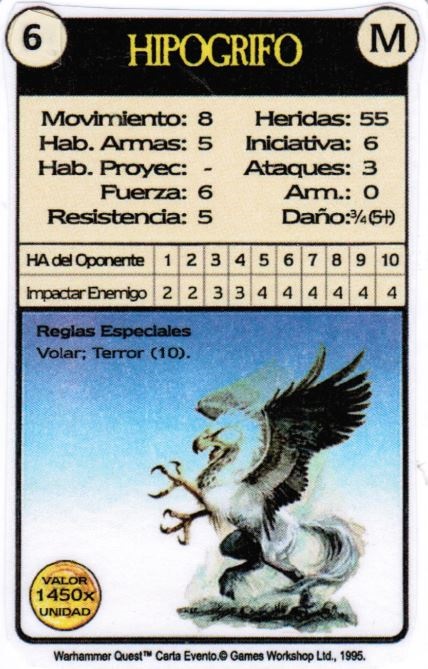 6
HIPOGRIFO
M
Movimiento: 8 Heridas: 55
Hab. Armas: 5 Iniciativa: 6
Hab. Proyec: - Ataques: 3
Fuerza: 6 Arm.: 0
Resistencia: 5 Daño:¾(5+)
HA del Oponente 1 2 3 4 5 6 7 8 9 10
Impactar Enemigo 2 2 3 3 4 4 4 4 4 4
Reglas Especiales
Volar; Terror (10).
VALOR
1450x
UNIDAD
Warhammer Quest™ Carta Evento.© Games Workshop Ltd., 1995.